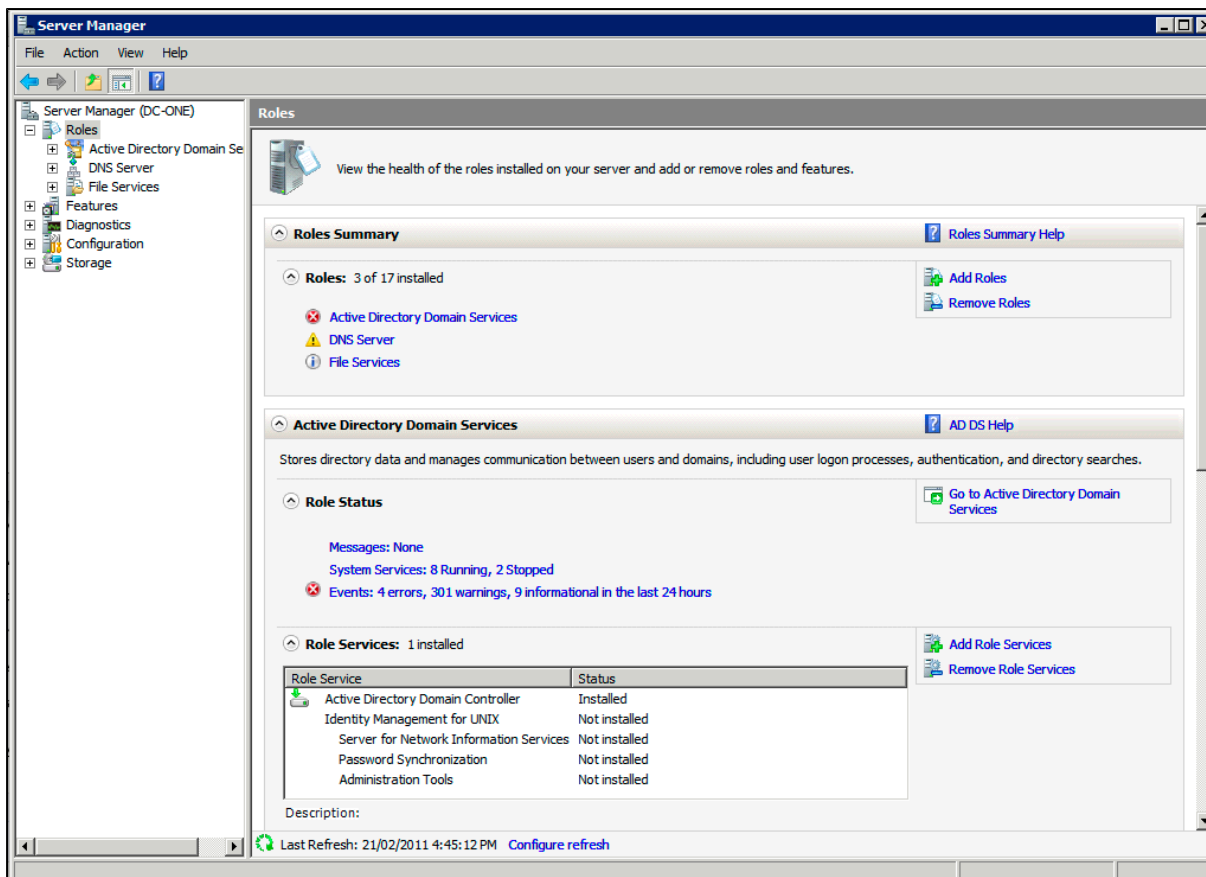 Server Manager
File Action View Help
Server Manager (DC-ONE)
Roles
Active Directory Domain Se
DNS Server
File Services
Features
Diagnostics
Configuration
Storage
Roles
View the health of the roles installed on your server and add or remove roles and features.
Roles Summary
Roles Summary Help
Roles: 3 of 17 installed
Add Roles
Remove Roles
Active Directory Domain Services
DNS Server
File Services
Active Directory Domain Services
AD DS Help
Stores directory data and manages communication between users and domains, including user logon processes, authentication, and directory searches.
Role Status
Go to Active Directory Domain
Services
Messages: None
System Services: 8 Running, 2 Stopped
Events: 4 errors, 301 warnings, 9 informational in the last 24 hours
Role Services: 1 installed
Add Role Services
Remove Role Services
Role Service Status
Active Directory Domain Controller Installed
Identity Management for UNIX Not installed
Server for Network Information Services Not installed
Password Synchronization Not installed
Administration Tools Not installed
Description:
Last Refresh: 21/02/2011 4:45:12 PM Configure refresh